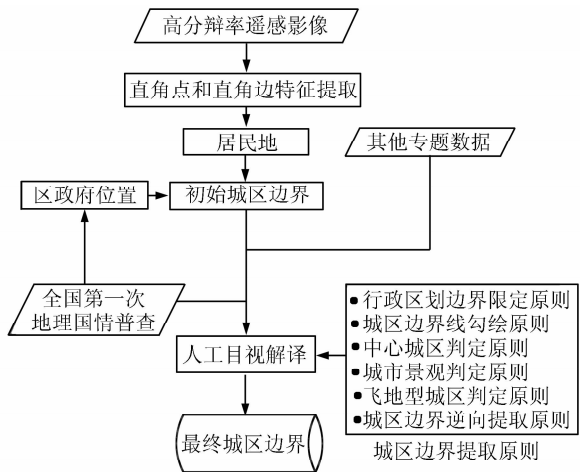 高分辩率遥感影像
直角点和直角边特征提取
居民地
其他专题数据
区政府位置
初始城区边界
全国第一次
地理国情普查
人工目视解译
最终城区边界
●行政区划边界限定原则
●城区边界线勾绘原则
●中心城区判定原则
●城市景观判定原则
●飞地型城区判定原则
●城区边界逆向提取原则
城区边界提取原则